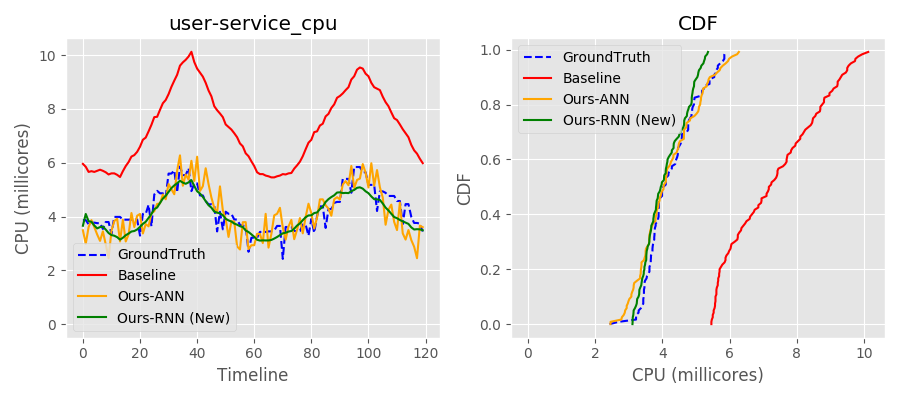 user-service_cpu
CPU (millicores)
10
8
6
4
2
0
GroundTruth
Baseline
Ours-ANN
Ours-RNN (New)
0 20 40 60 80 100 120
Timeline
CDF
CDF
1.0
0.8
0.6
0.4
0.2
0.0
GroundTruth
Baseline
Ours-ANN
Ours-RNN (New)
0 2 4 6 8 10
CPU (millicores)